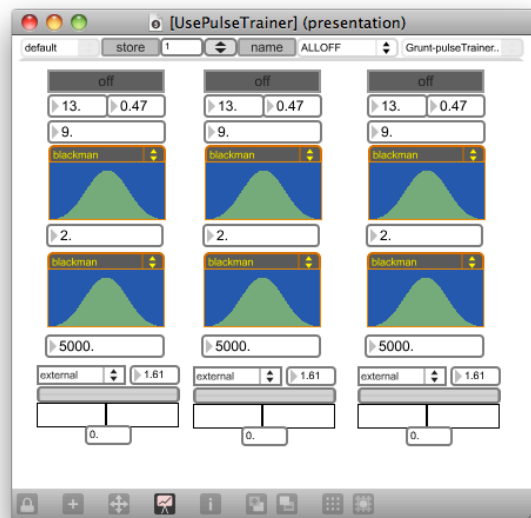 [UsePulseTrainer] (presentation)
default store 1 name ALLOFF Grunt-pulseTrainer..
off off off
13. 0.47 13. 0.47 13. 0.47
9. 9. 9.
blackman blackman blackman
2. 2. 2.
blackman blackman blackman
5000. 5000. 5000.
external 1.61 external 1.61 external 1.61
0. 0. 0.
i